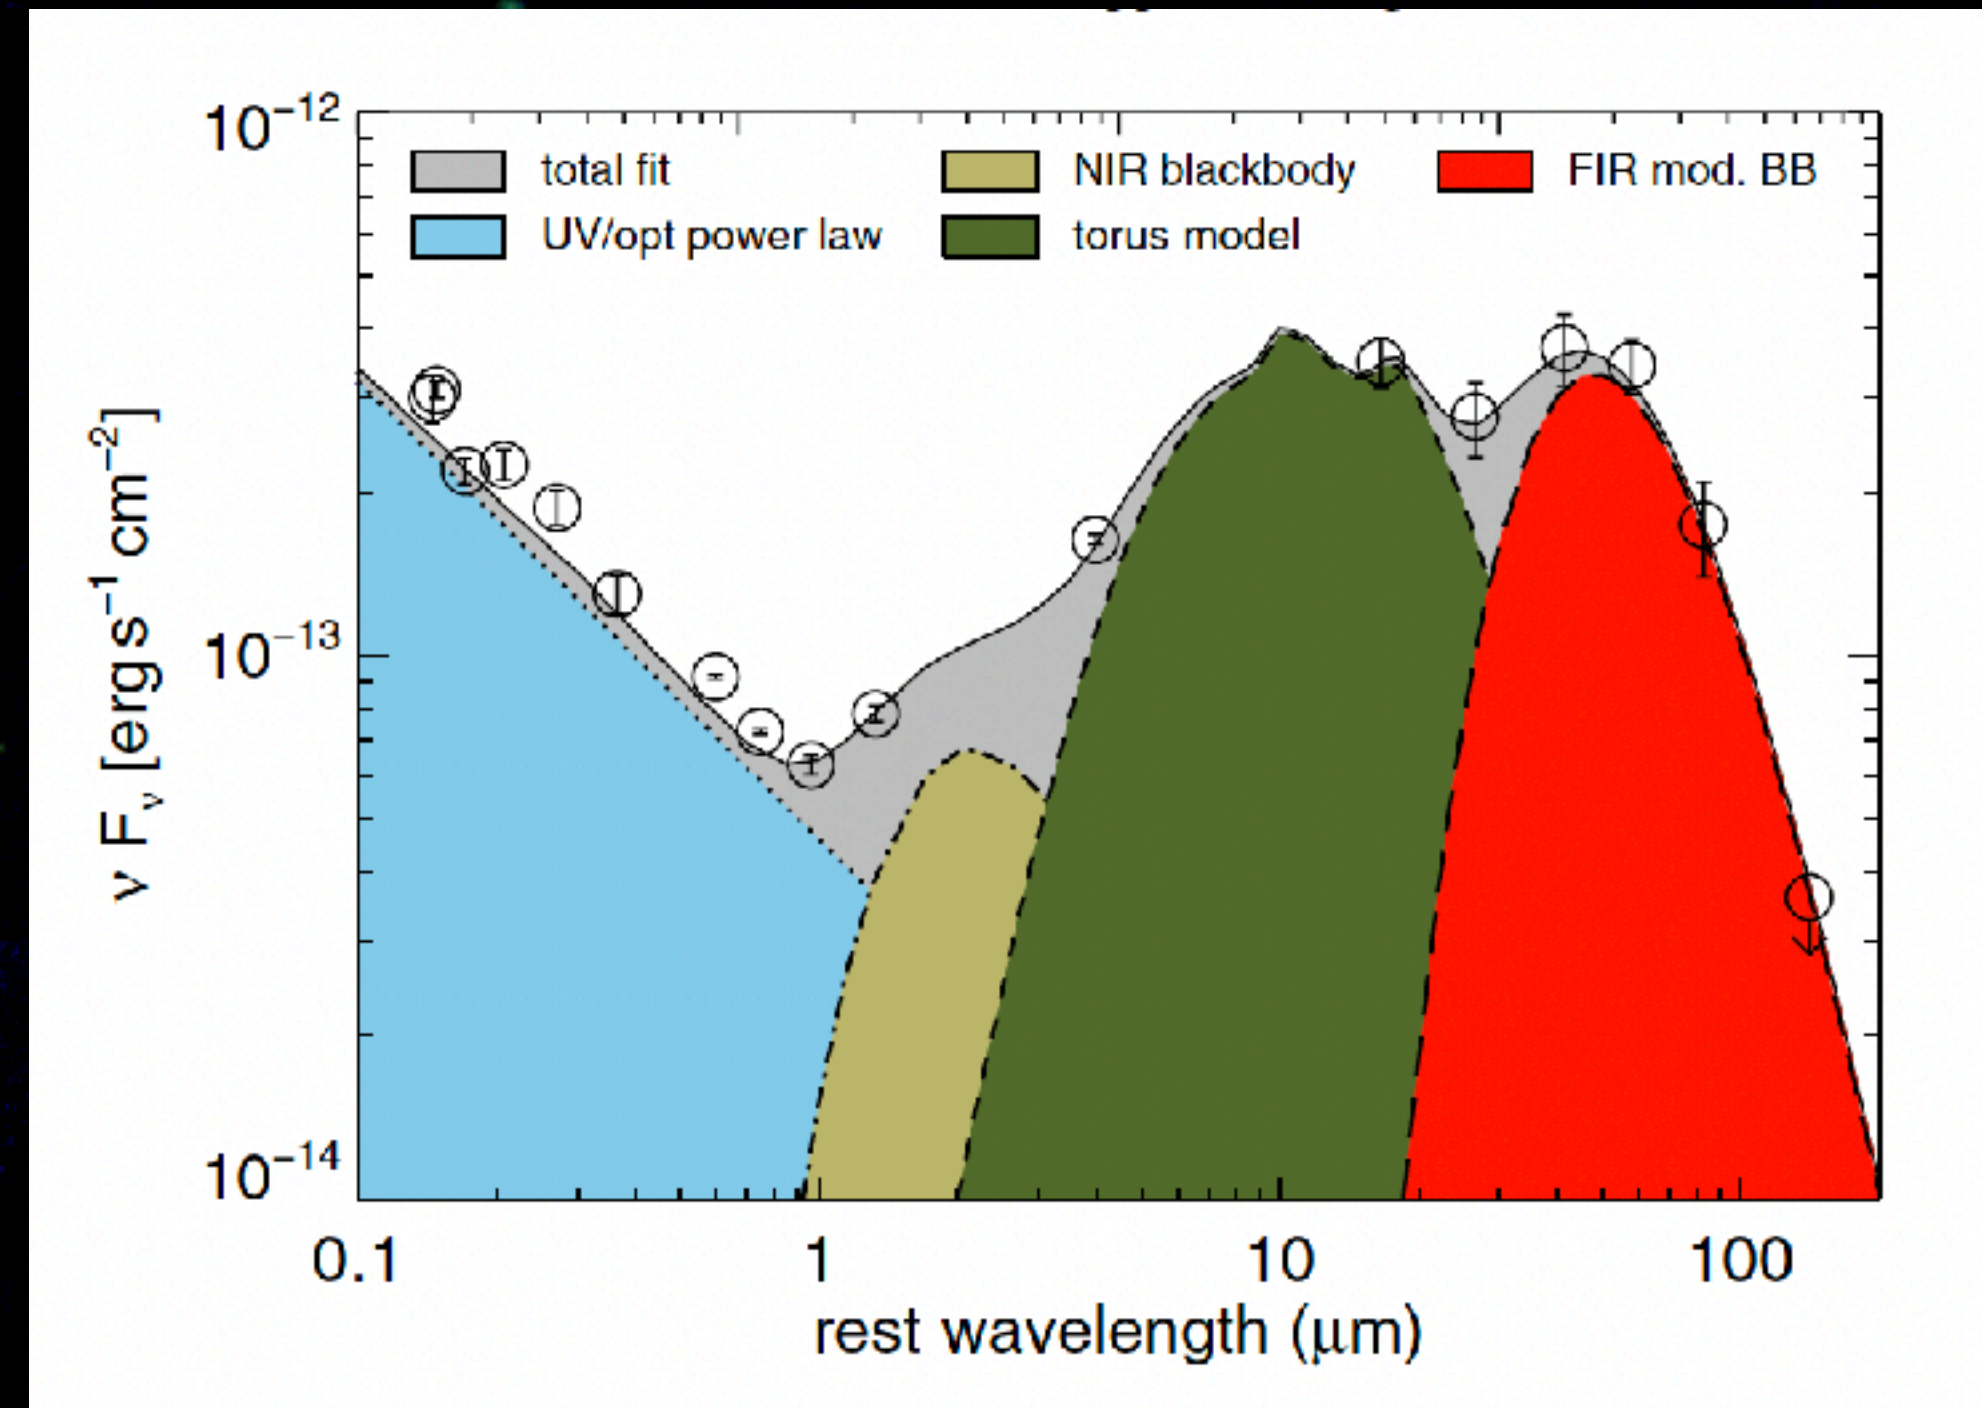 10⁻¹²
total fit
NIR blackbody
FIR mod. BB
UV/opt power law
torus model
10⁻¹³
10⁻¹⁴
ν Fᵥ [erg s⁻¹ cm⁻²]
0.1
1
10
100
rest wavelength (μm)